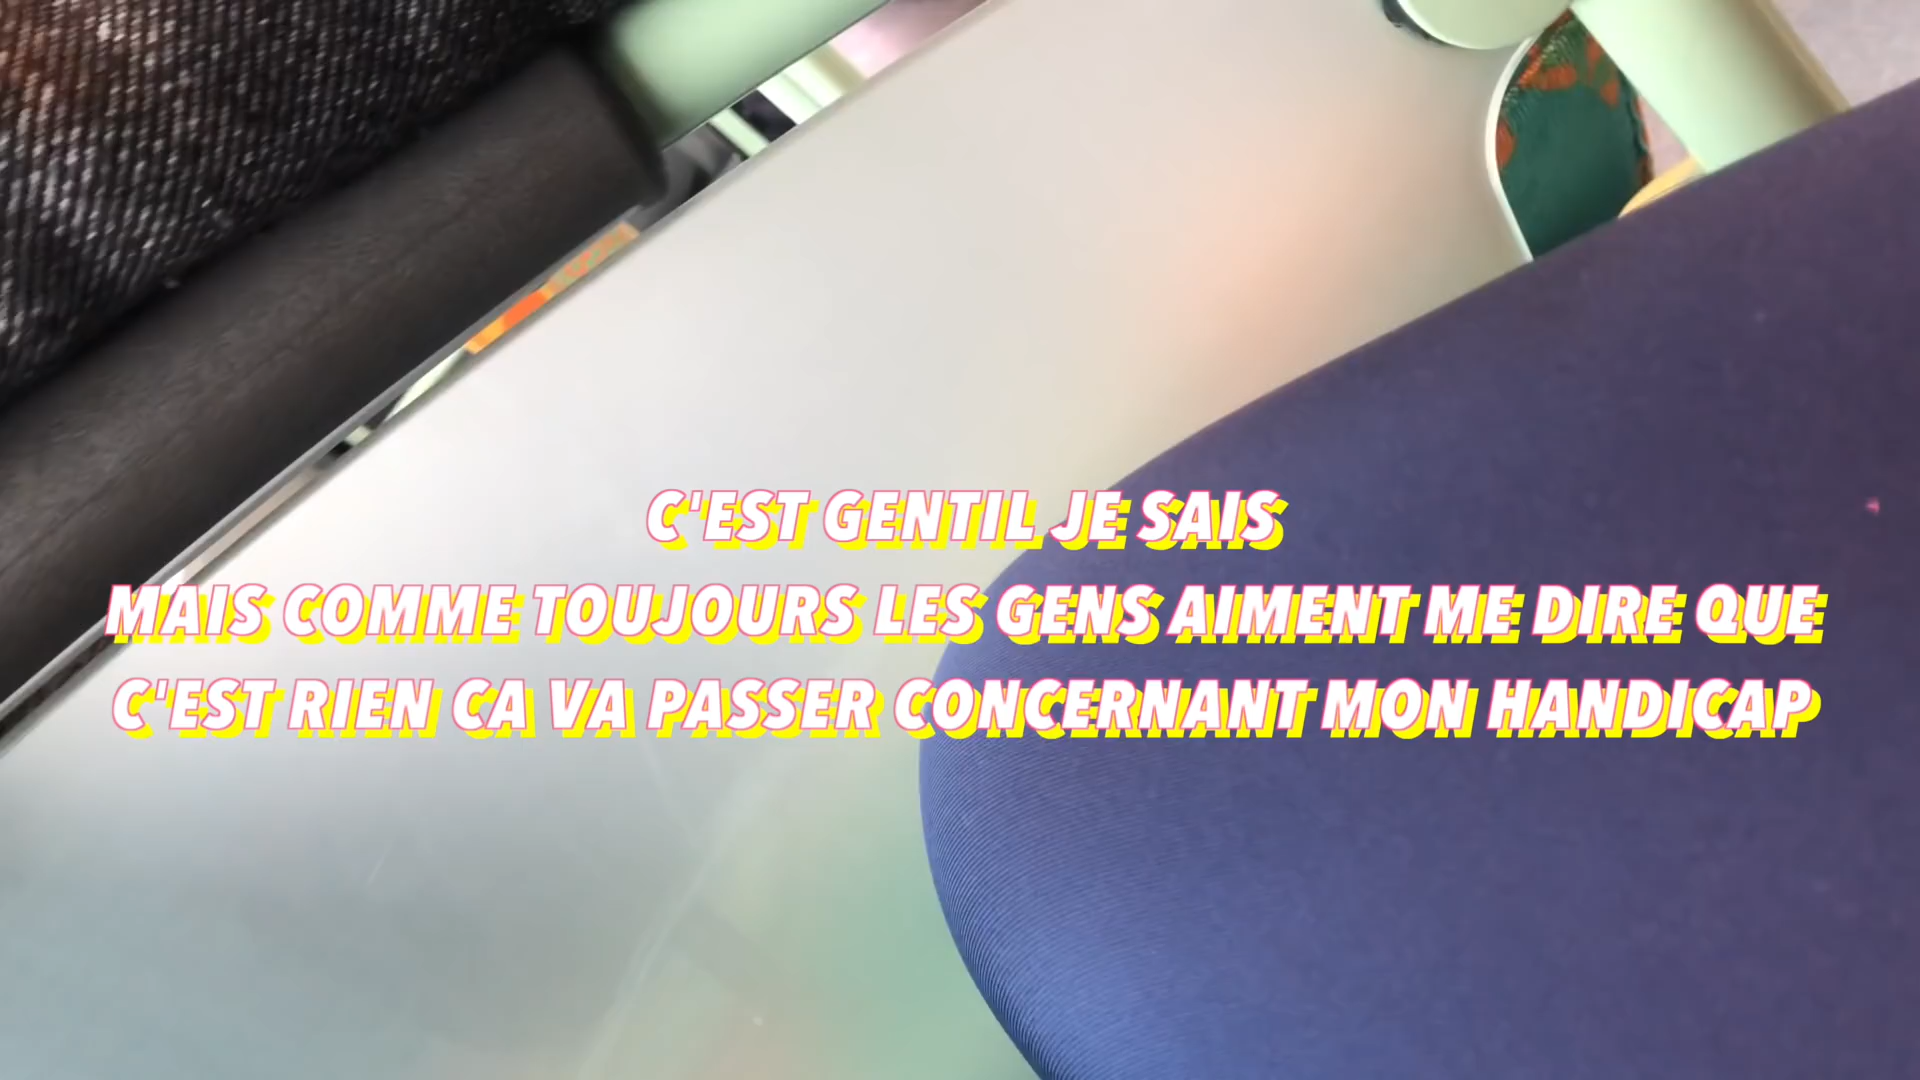 C'EST GENTIL JE SAIS
MAIS COMME TOUJOURS LES GENS AIMENT ME DIRE QUE
C'EST RIEN CA VA PASSER CONCERNANT MON HANDICAP